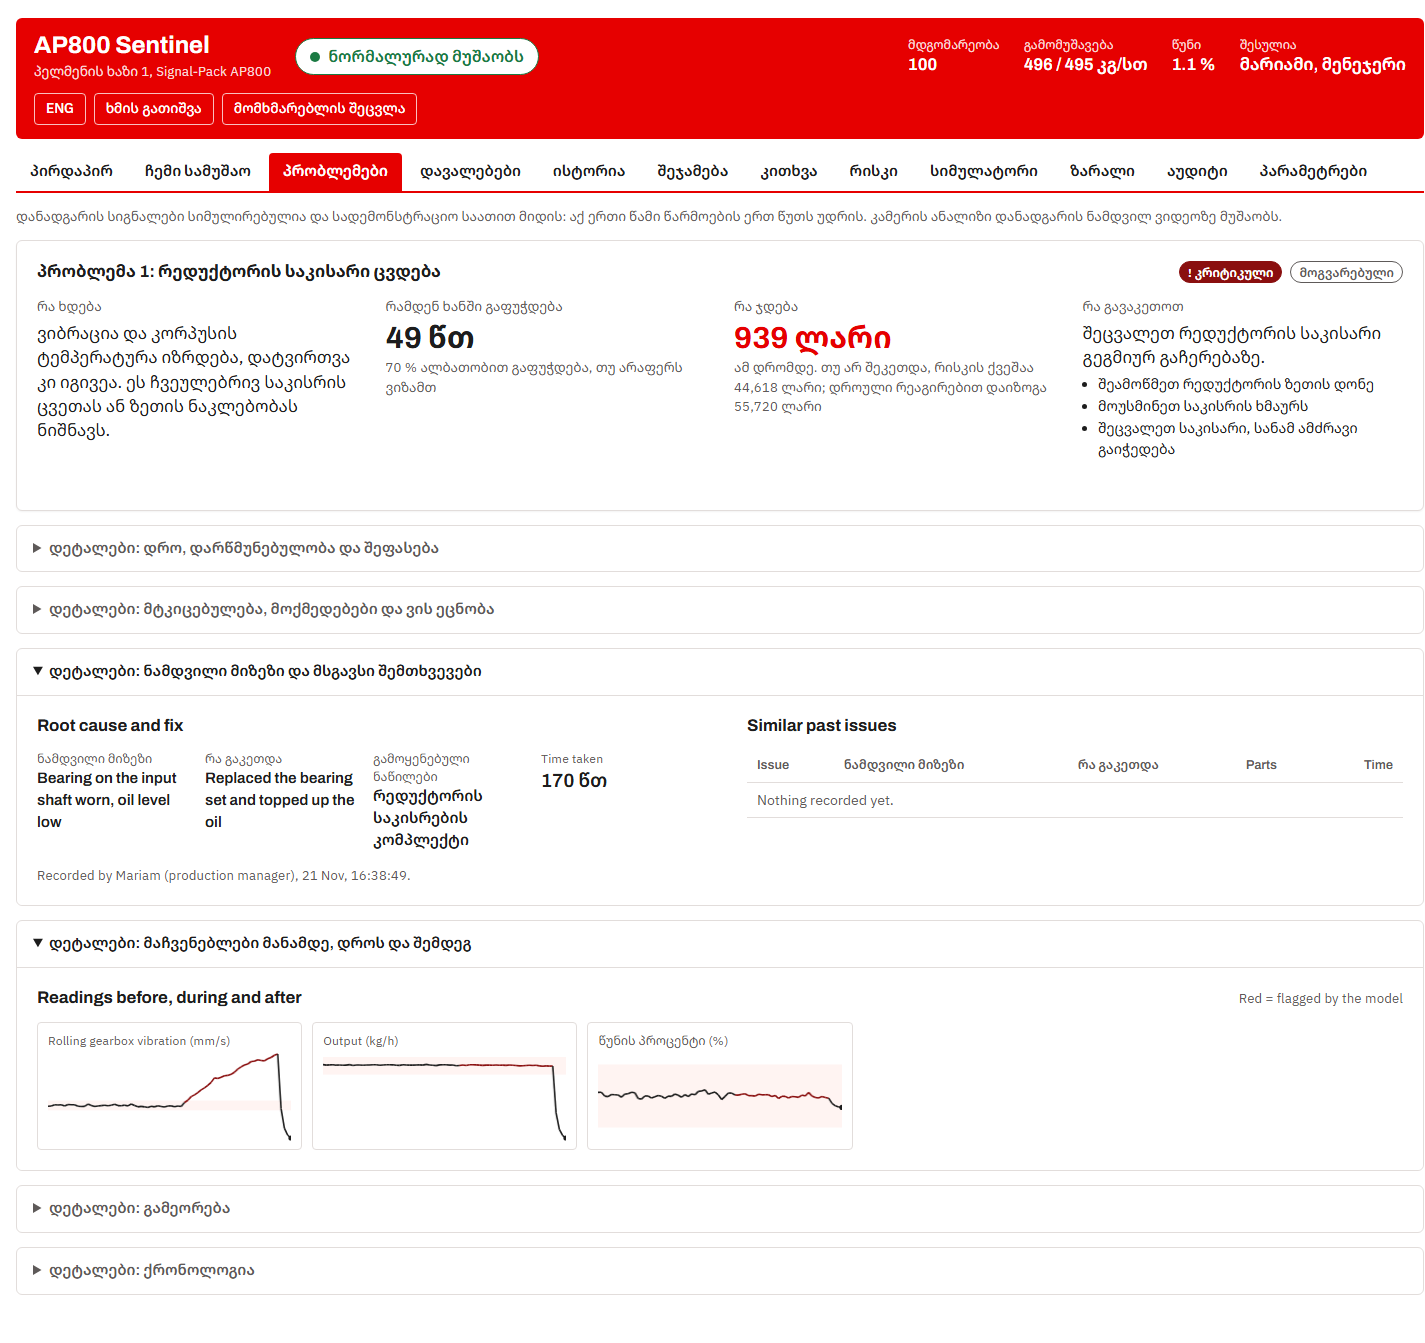 AP800 Sentinel
პელმენის ხაზი 1, Signal-Pack AP800
ნორმალურად მუშაობს
მდგომარეობა
100
გამომუშავება
496 / 495 კგ/სთ
წუნი
1.1 %
შესულია
მარიამი, მენეჯერი
ENG
ხმის გათიშვა
მომხმარებლის შეცვლა
პირდაპირ
ჩემი სამუშაო
პრობლემები
დავალებები
ისტორია
შეჯამება
კითხვა
რისკი
სიმულატორი
ზარალი
აუდიტი
პარამეტრები
დანადგარის სიგნალები სიმულირებულია და სადემონსტრაციო საათით მიდის: აქ ერთი წამი წარმოების ერთ წუთს უდრის. კამერის ანალიზი დანადგარის ნამდვილ ვიდეოზე მუშაობს.
პრობლემა 1: რედუქტორის საკისარი ცვდება
! კრიტიკული
მოგვარებული
რა ხდება
ვიბრაცია და კორპუსის
ტემპერატურა იზრდება, დატვირთვა
კი იგივეა. ეს ჩვეულებრივ საკისრის
ცვეთას ან ზეთის ნაკლებობას
ნიშნავს.
რამდენ ხანში გაფუჭდება
49 წთ
70 % ალბათობით გაფუჭდება, თუ არაფერს
ვიზამთ
რა ჯდება
939 ლარი
ამ დრომდე. თუ არ შეკეთდა, რისკის ქვეშაა
44,618 ლარი; დროული რეაგირებით დაიზოგა
55,720 ლარი
რა გავაკეთოთ
შეცვალეთ რედუქტორის საკისარი
გეგმიურ გაჩერებაზე.
• შეამოწმეთ რედუქტორის ზეთის დონე
• მოუსმინეთ საკისრის ხმაურს
• შეცვალეთ საკისარი, სანამ ამძრავი
გაიჭედება
დეტალები: დრო, დარწმუნებულობა და შეფასება
დეტალები: მტკიცებულება, მოქმედებები და ვის ეცნობა
დეტალები: ნამდვილი მიზეზი და მსგავსი შემთხვევები
Root cause and fix
ნამდვილი მიზეზი
Bearing on the input
shaft worn, oil level
low
რა გაკეთდა
Replaced the bearing
set and topped up the
oil
გამოყენებული
ნაწილები
რედუქტორის
საკისრების
კომპლექტი
Time taken
170 წთ
Recorded by Mariam (production manager), 21 Nov, 16:38:49.
Similar past issues
Issue
ნამდვილი მიზეზი
რა გაკეთდა
Parts
Time
Nothing recorded yet.
დეტალები: მაჩვენებლები მანამდე, დროს და შემდეგ
Readings before, during and after
Red = flagged by the model
Rolling gearbox vibration (mm/s)
Output (kg/h)
წუნის პროცენტი (%)
დეტალები: გამეორება
დეტალები: ქრონოლოგია